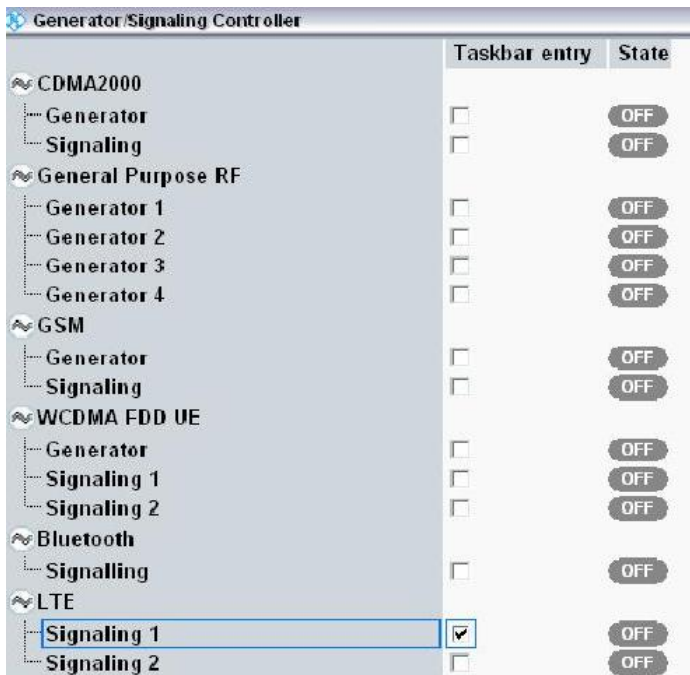 Generator/Signaling Controller
Taskbar entry State
CDMA2000
Generator OFF
Signaling OFF
General Purpose RF
Generator 1 OFF
Generator 2 OFF
Generator 3 OFF
Generator 4 OFF
GSM
Generator OFF
Signaling OFF
WCDMA FDD UE
Generator OFF
Signaling 1 OFF
Signaling 2 OFF
Bluetooth
Signalling OFF
LTE
Signaling 1 OFF
Signaling 2 OFF